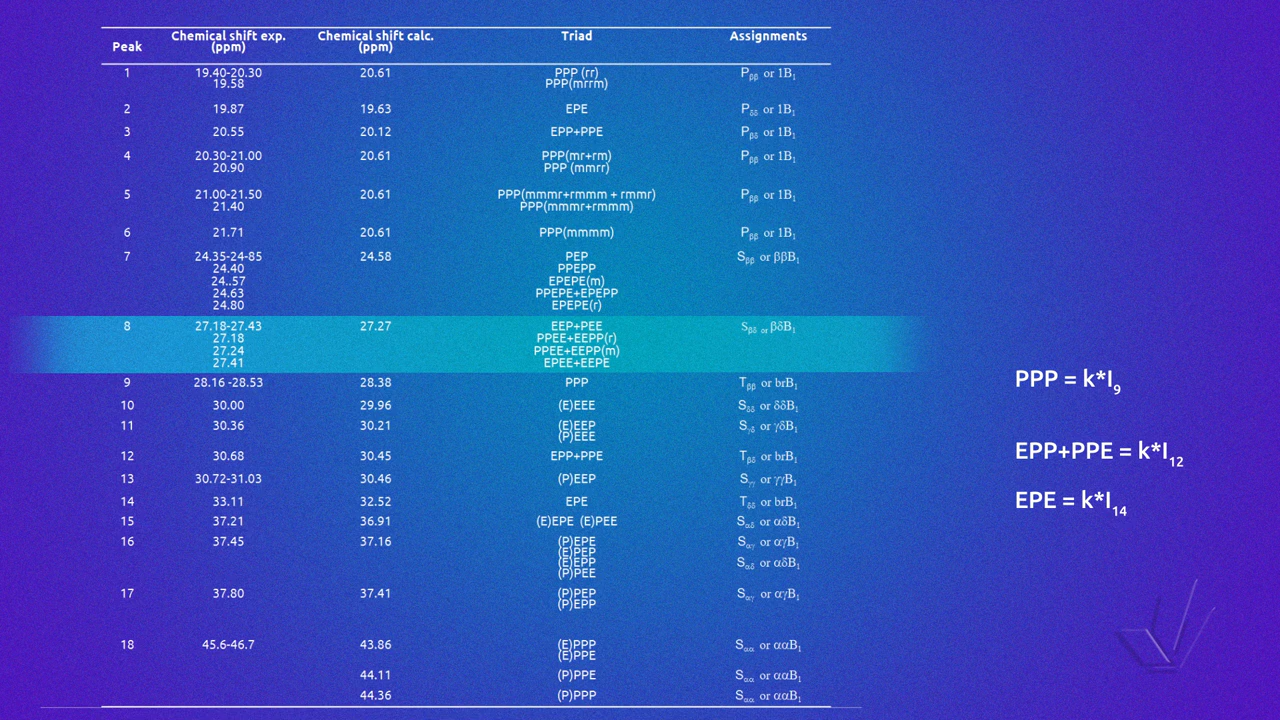 Peak Chemical shift exp. (ppm) Chemical shift calc. (ppm) Triad Assignments
1 19.40-20.30 20.61 PPP (rr) Pββ or 1B1
19.58 PPP(mrrm)
2 19.87 19.63 EPE Pδδ or 1B1
3 20.55 20.12 EPP+PPE Pβδ or 1B1
4 20.30-21.00 20.61 PPP(mr+rm) Pββ or 1B1
20.90 PPP (mmrr)
5 21.00-21.50 20.61 PPP(mmmr+rmmm + rmmr) Pββ or 1B1
21.40 PPP(mmmr+rmmm)
6 21.71 20.61 PPP(mmmm) Pββ or 1B1
7 24.35-24-85 24.58 PEP Sββ or ββB1
24.40 PPEPP
24..57 EPEPE(m)
24.63 PPEPE+EPEPP
24.80 EPEPE(r)
8 27.18-27.43 27.27 EEP+PEE Sβδ or βδB1
27.18 PPEE+EEPP(r)
27.24 PPEE+EEPP(m)
27.41 EPEE+EEPE
9 28.16 -28.53 28.38 PPP Tββ or brB1
10 30.00 29.96 (E)EEE Sδδ or δδB1
11 30.36 30.21 (E)EEP Sγδ or γδB1
(P)EEE
12 30.68 30.45 EPP+PPE Tβδ or brB1
13 30.72-31.03 30.46 (P)EEP Sγγ or γγB1
14 33.11 32.52 EPE Tδδ or brB1
15 37.21 36.91 (E)EPE (E)PEE Sαδ or αδB1
16 37.45 37.16 (P)EPE Sαγ or αγB1
(E)PEP
(E)EPP Sαδ or αδB1
(P)PEE
17 37.80 37.41 (P)PEP Sαγ or αγB1
(P)EPP
18 45.6-46.7 43.86 (E)PPP Sαα or ααB1
(E)PPE
44.11 (P)PPE Sαα or ααB1
44.36 (P)PPP Sαα or ααB1
PPP = k*I9
EPP+PPE = k*I12
EPE = k*I14